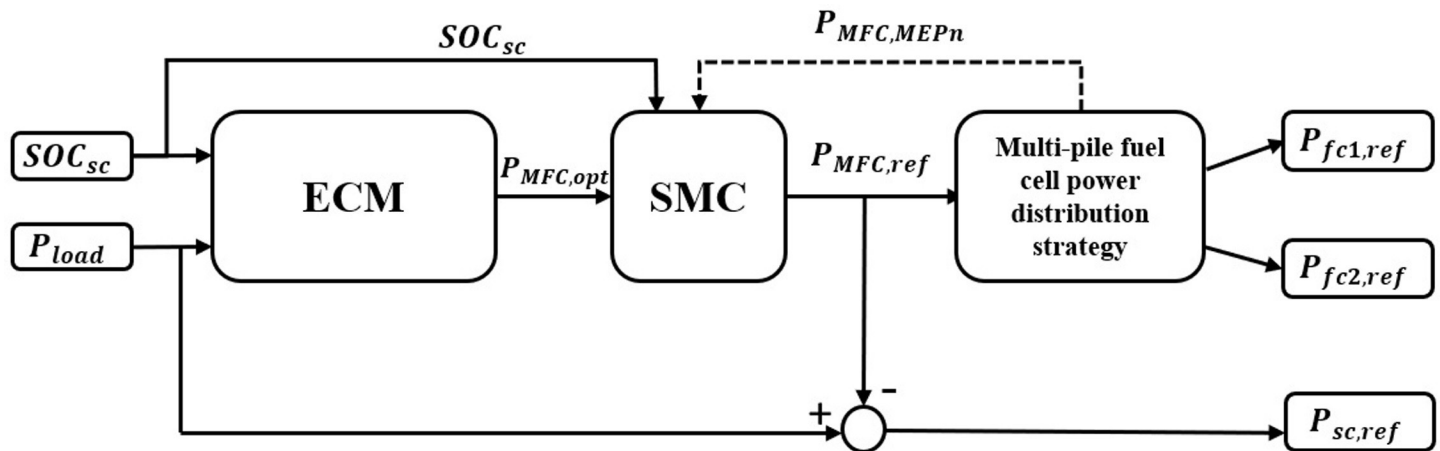 SOC_sc
P_MFC,MEPn
SOC_sc
ECM
P_MFC,opt
SMC
P_MFC,ref
Multi-pile fuel
cell power
distribution
strategy
P_fc1,ref
P_load
P_fc2,ref
-
+
P_sc,ref